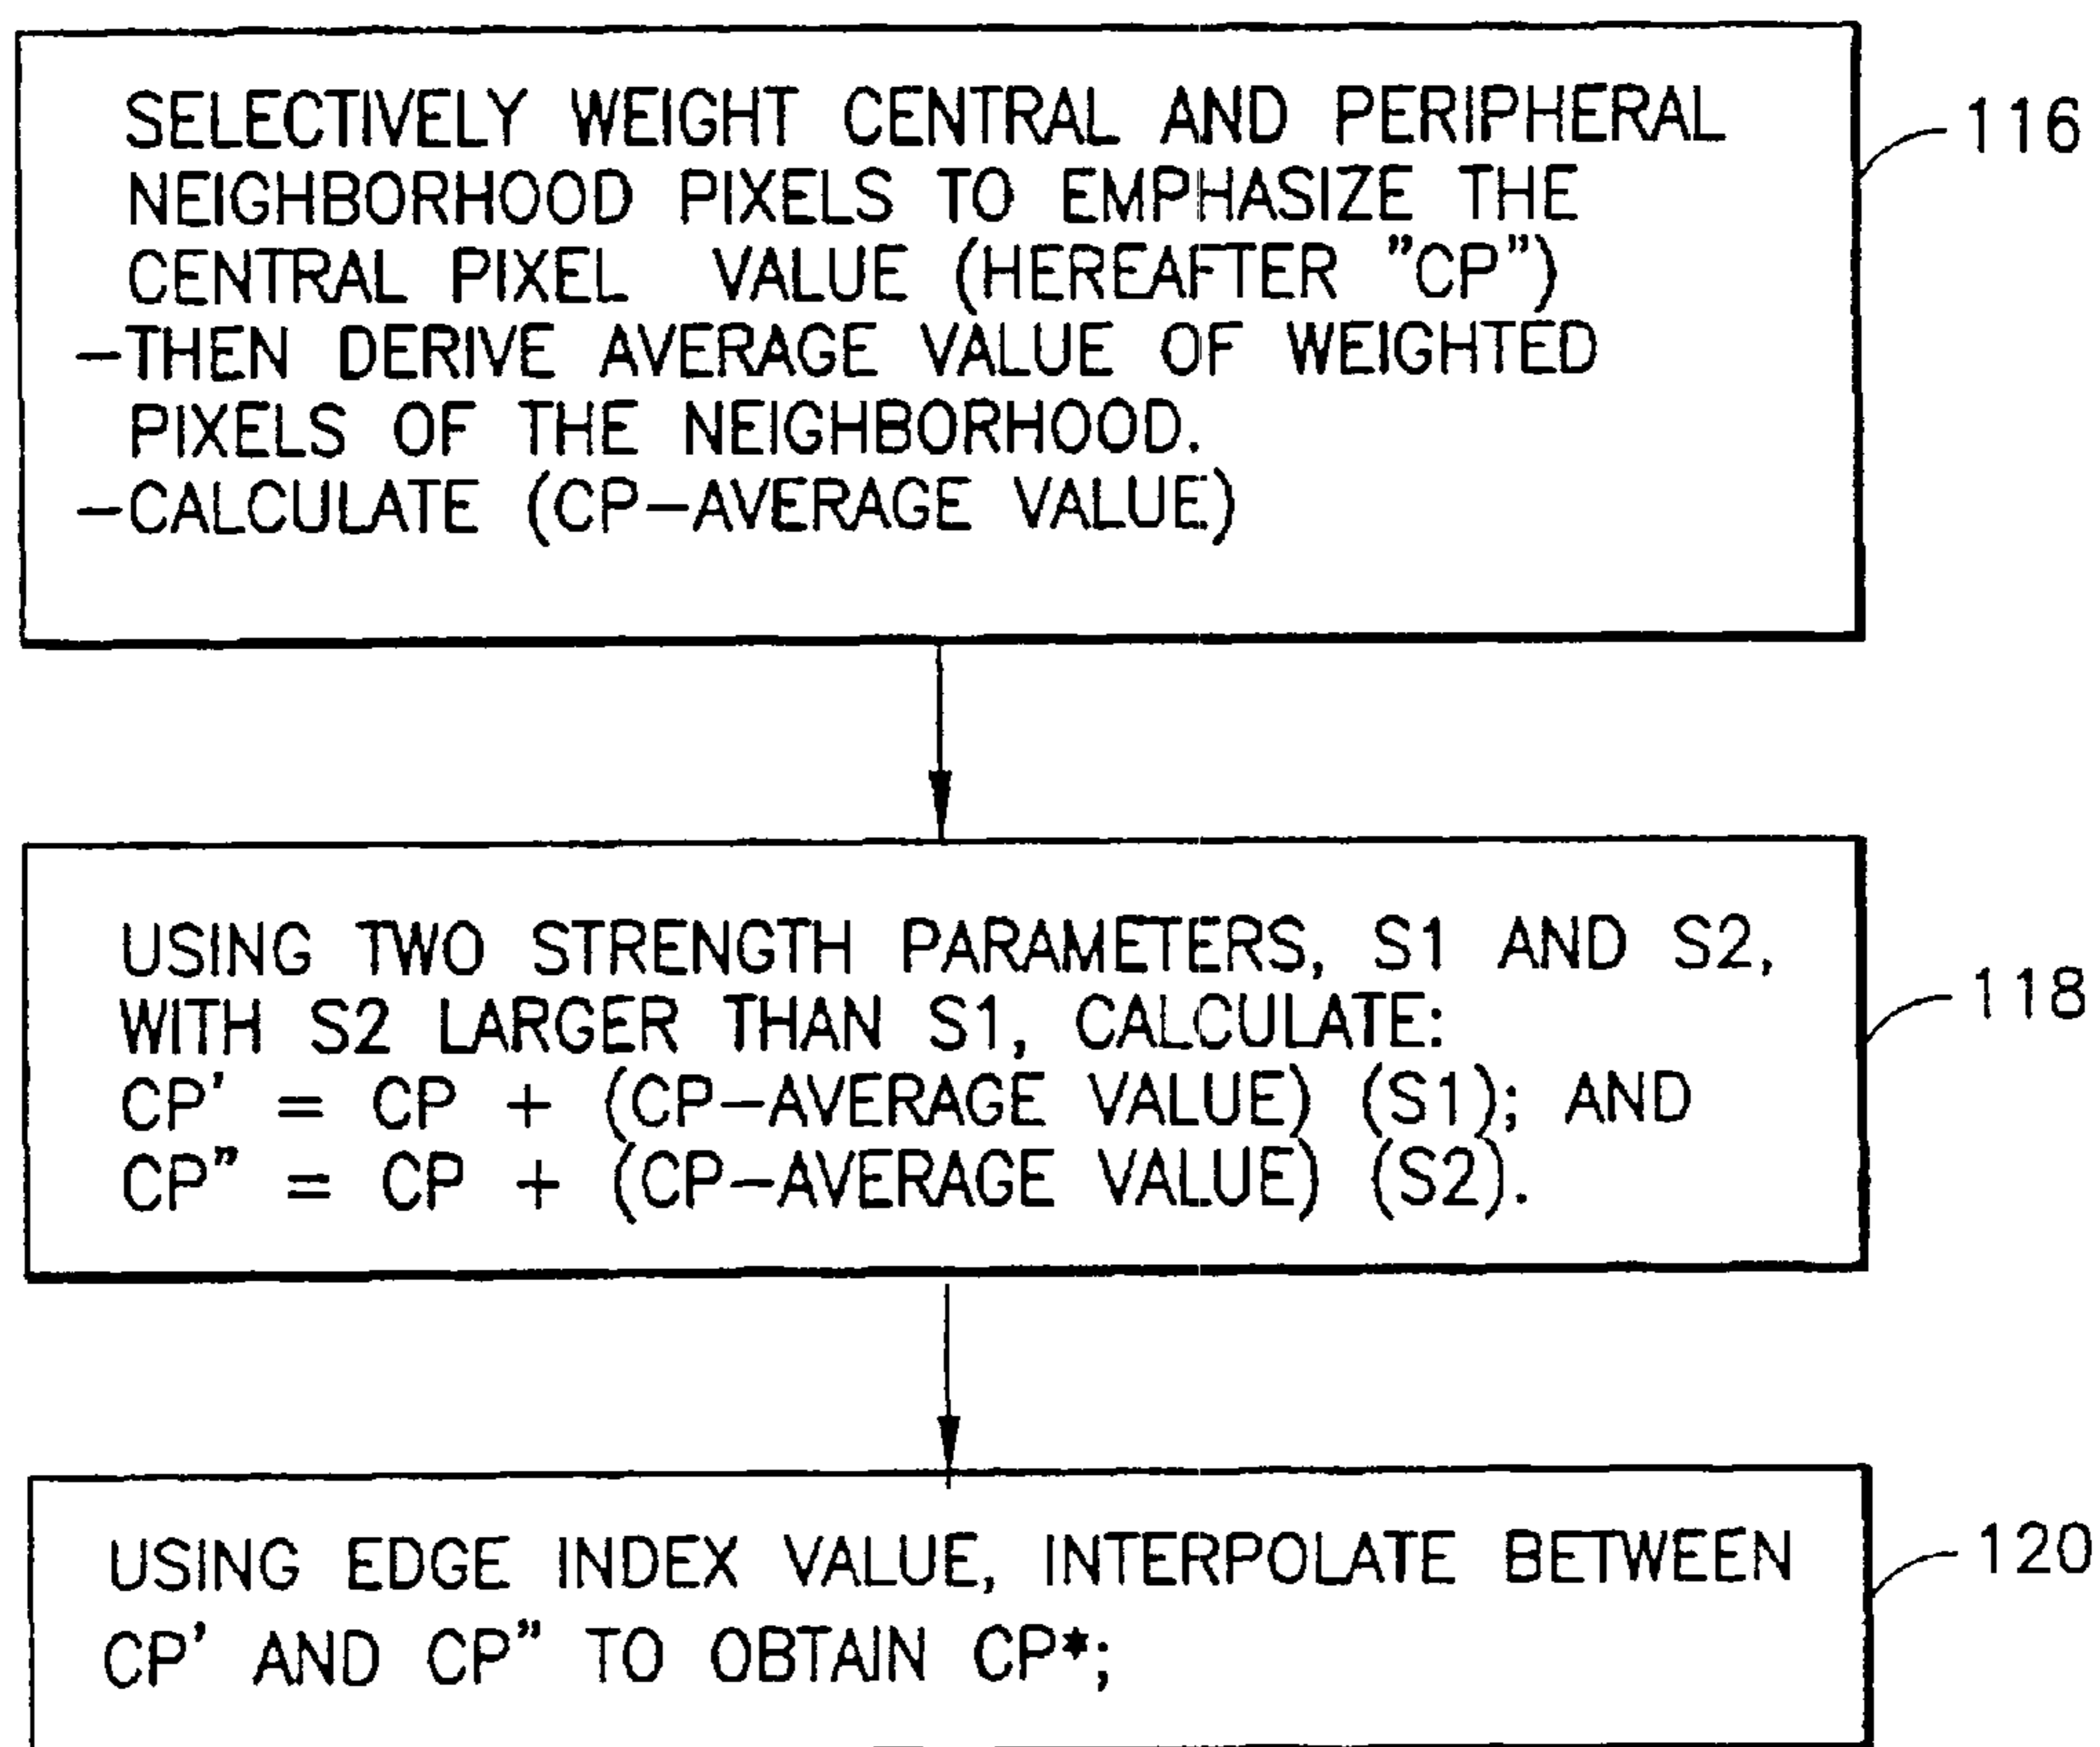 SELECTIVELY WEIGHT CENTRAL AND PERIPHERAL
NEIGHBORHOOD PIXELS TO EMPHASIZE THE
CENTRAL PIXEL VALUE (HEREAFTER "CP")
-THEN DERIVE AVERAGE VALUE OF WEIGHTED
PIXELS OF THE NEIGHBORHOOD.
-CALCULATE (CP-AVERAGE VALUE)
116
USING TWO STRENGTH PARAMETERS, S1 AND S2,
WITH S2 LARGER THAN S1, CALCULATE:
CP' = CP + (CP-AVERAGE VALUE) (S1); AND
CP" = CP + (CP-AVERAGE VALUE) (S2).
118
USING EDGE INDEX VALUE, INTERPOLATE BETWEEN
CP' AND CP" TO OBTAIN CP*;
120